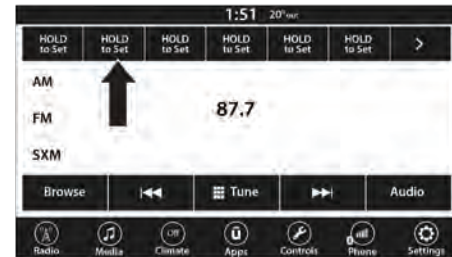 1:51 20° out
HOLD to Set HOLD to Set HOLD to Set HOLD to Set HOLD to Set HOLD to Set >
AM
87.7
FM
SXM
Browse Tune Audio
Off
Radio Media Climate Apps Controls Phone Settings